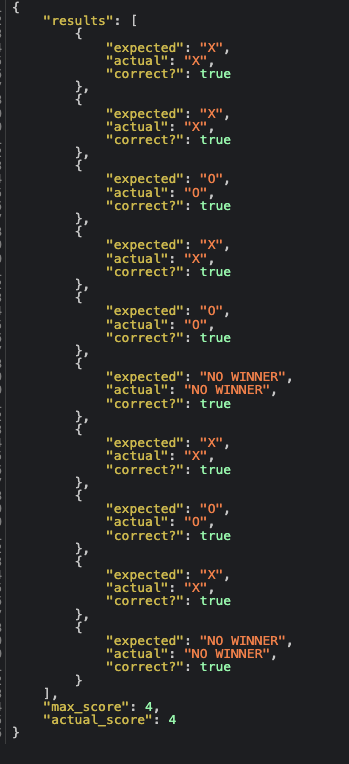 {
"results": [
{
"expected": "X",
"actual": "X",
"correct?": true
},
{
"expected": "X",
"actual": "X",
"correct?": true
},
{
"expected": "O",
"actual": "O",
"correct?": true
},
{
"expected": "X",
"actual": "X",
"correct?": true
},
{
"expected": "O",
"actual": "O",
"correct?": true
},
{
"expected": "NO WINNER",
"actual": "NO WINNER",
"correct?": true
},
{
"expected": "X",
"actual": "X",
"correct?": true
},
{
"expected": "O",
"actual": "O",
"correct?": true
},
{
"expected": "X",
"actual": "X",
"correct?": true
},
{
"expected": "NO WINNER",
"actual": "NO WINNER",
"correct?": true
}
],
"max_score": 4,
"actual_score": 4
}